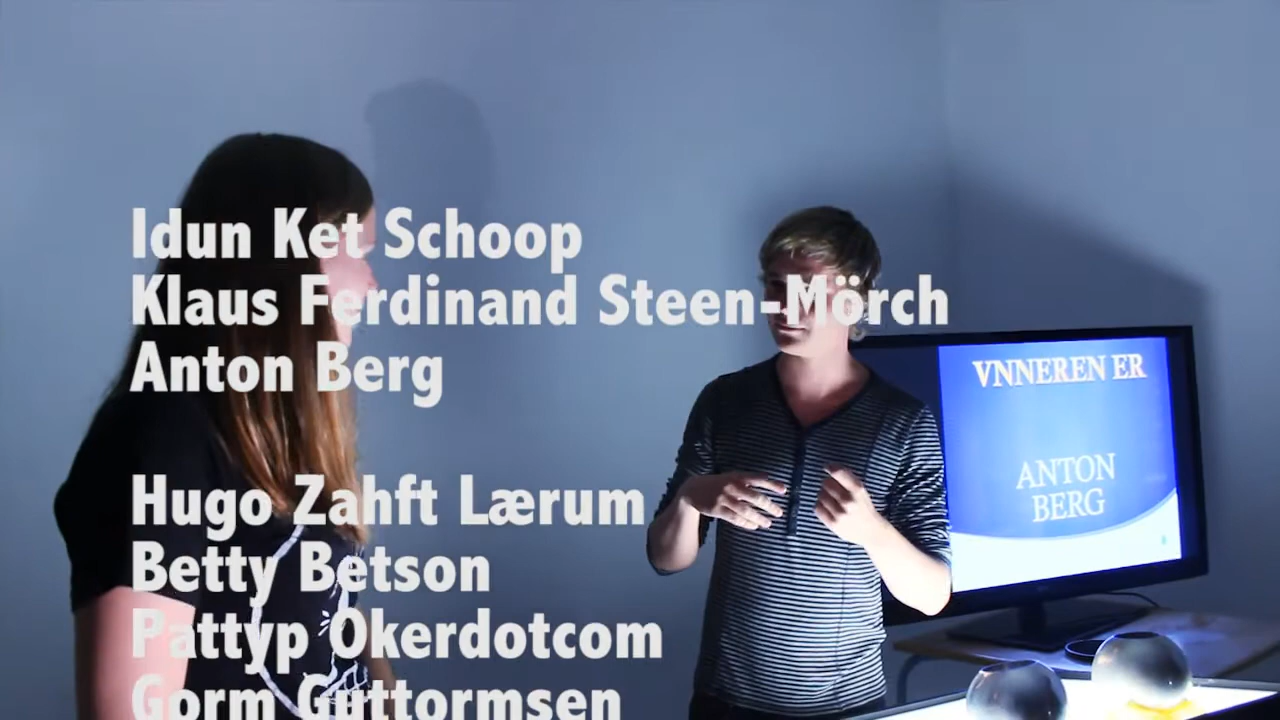 Idun Ket Schoop
Klaus Ferdinand Steen-Mörch
Anton Berg
Hugo Zahft Lærum
Betty Betson
Pattyp Okerdotcom
Gorm Guttormsen
VNNEREN ER
ANTON
BERG